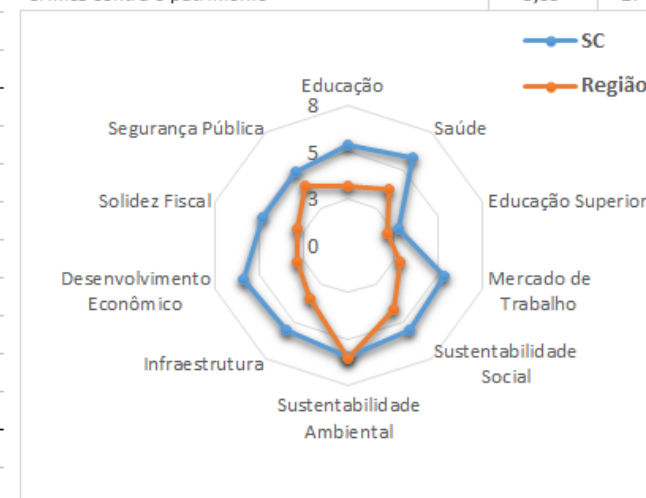 SC
Região
Educação
8
Segurança Pública
Saúde
5
Solidez Fiscal
3
Educação Superior
0
Desenvolvimento
Econômico
Mercado de
Trabalho
Infraestrutura
Sustentabilidade
Social
Sustentabilidade
Ambiental